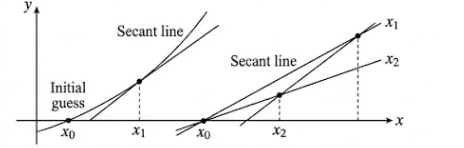 y
Secant line
Initial
guess
x₀
x₁
Secant line
x₁
x₂
x₀
x₂
x